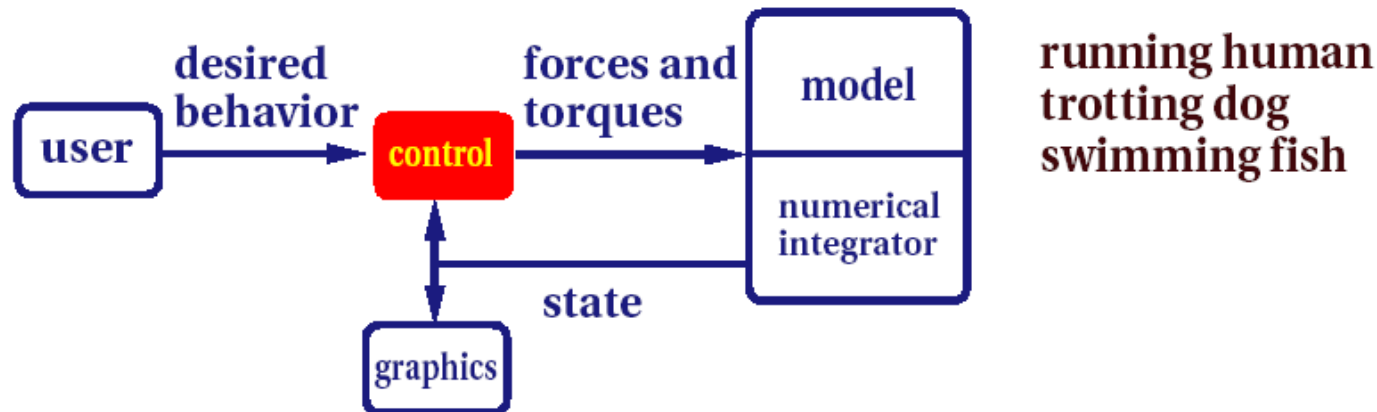 desired
behavior
forces and
torques
model
running human
trotting dog
swimming fish
user
control
numerical
integrator
state
graphics